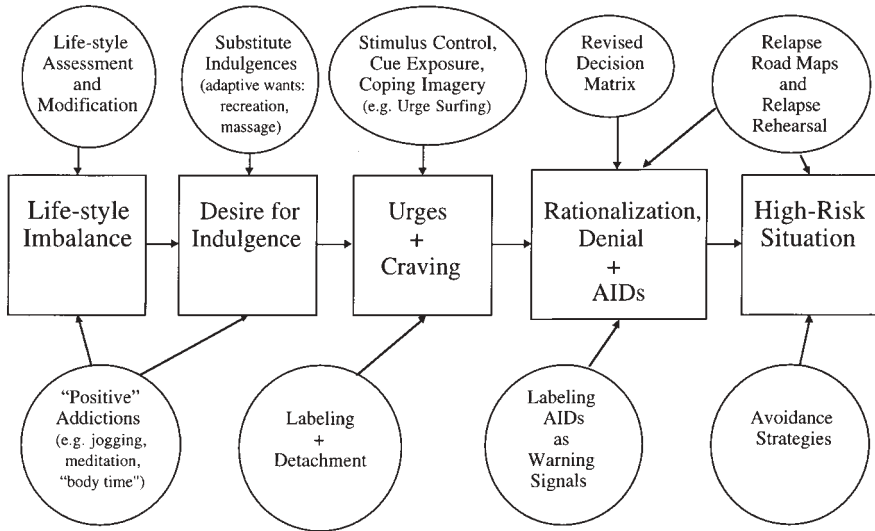 Life-style
Assessment
and
Modification
Substitute
Indulgences
(adaptive wants:
recreation,
massage)
Stimulus Control,
Cue Exposure,
Coping Imagery
(e.g. Urge Surfing)
Revised
Decision
Matrix
Relapse
Road Maps
and
Relapse
Rehearsal
Life-style
Imbalance
Desire for
Indulgence
Urges
+
Craving
Rationalization,
Denial
+
AIDs
High-Risk
Situation
“Positive”
Addictions
(e.g. jogging,
meditation,
“body time”)
Labeling
+
Detachment
Labeling
AIDs
as
Warning
Signals
Avoidance
Strategies